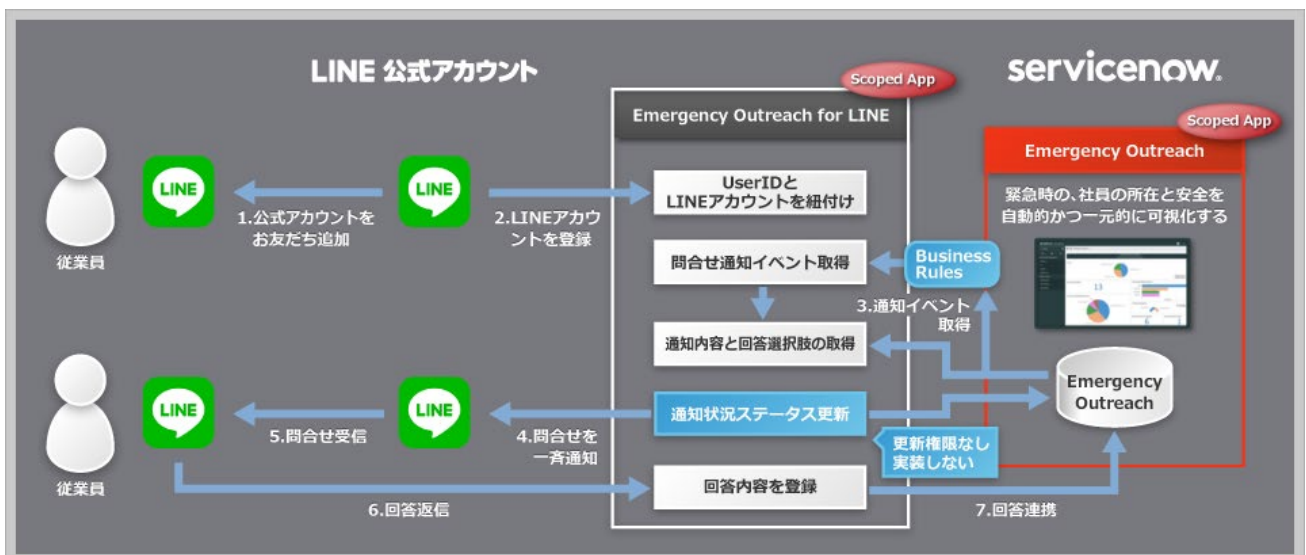 LINE 公式アカウント
servicenow.
Scoped App
Emergency Outreach for LINE
Scoped App
Emergency Outreach
緊急時の、社員の所在と安全を
自動的かつ一元的に可視化する
LINE
LINE
UserIDと
LINEアカウントを紐付け
1.公式アカウントを
お友だち追加
2.LINEアカウ
ントを登録
従業員
問合せ通知イベント取得
Business
Rules
13
3.通知イベント
取得
通知内容と回答選択肢の取得
6
Emergency
Outreach
LINE
LINE
通知状況ステータス更新
5.問合せ受信
4.問合せを
一斉通知
更新権限なし
実装しない
従業員
回答内容を登録
6.回答返信
7.回答連携